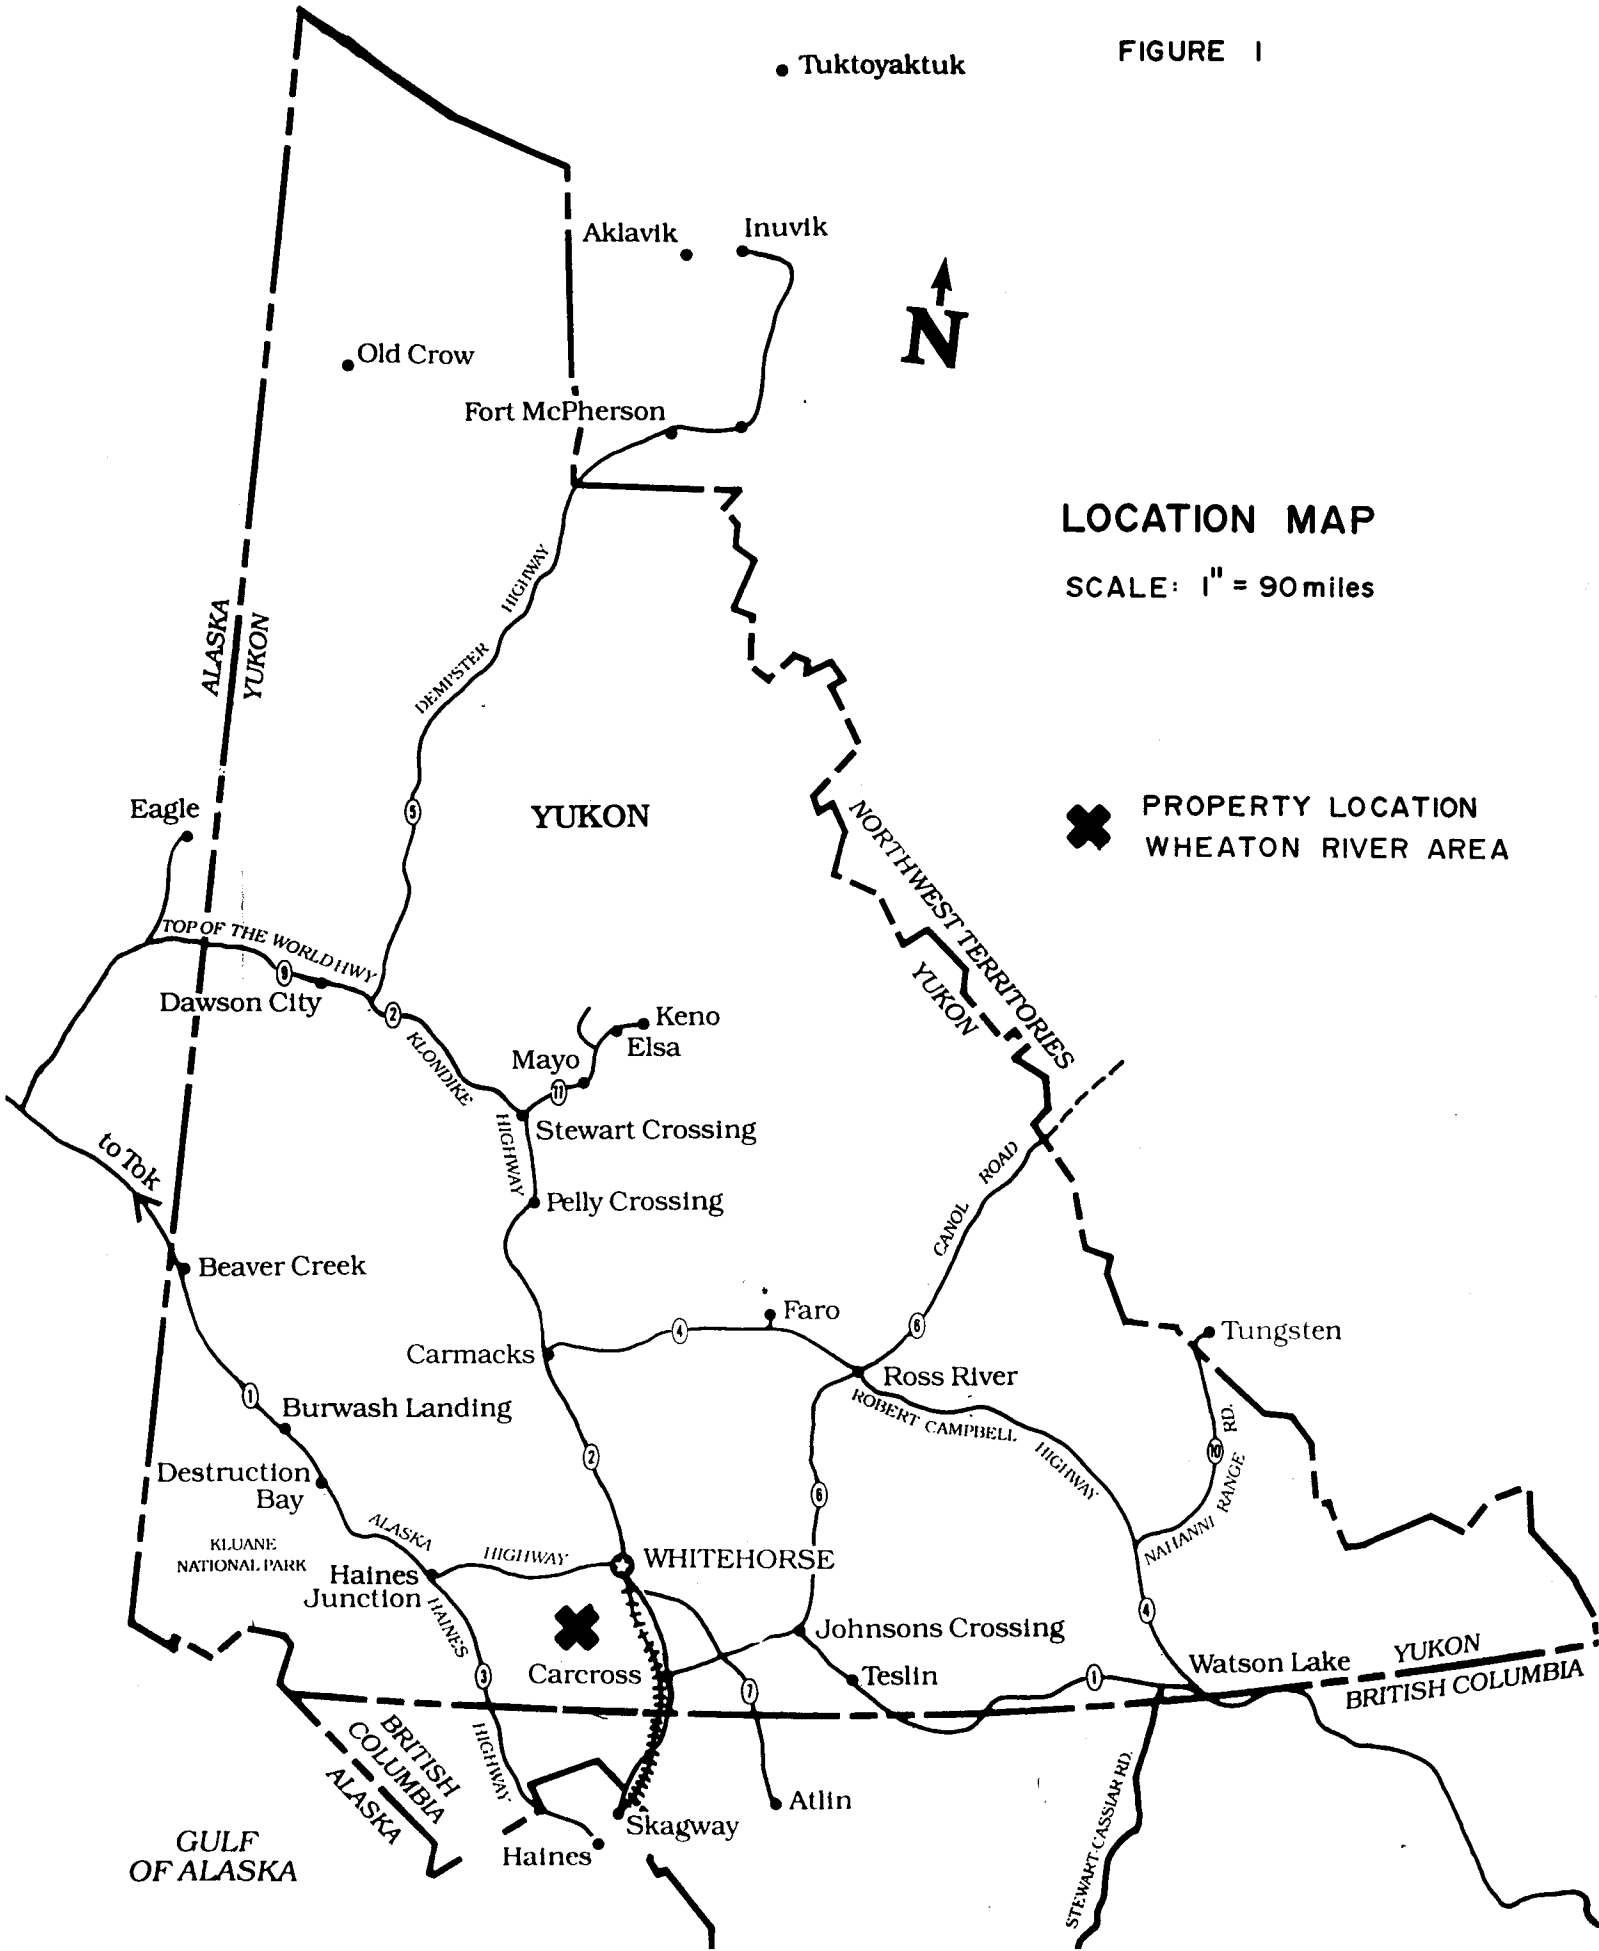 FIGURE 1
Tuktoyaktuk
Aklavik
Inuvik
N
Old Crow
Fort McPherson
LOCATION MAP
SCALE: 1" = 90 miles
DEMPSTER HIGHWAY
ALASKA
YUKON
Eagle
5
YUKON
PROPERTY LOCATION
WHEATON RIVER AREA
NORTHWEST TERRITORIES
YUKON
TOP OF THE WORLD HWY
9
Dawson City
2
KLONDIKE HIGHWAY
Keno
Elsa
Mayo
11
Stewart Crossing
to Tok
Pelly Crossing
CANOL ROAD
Beaver Creek
Faro
4
6
Tungsten
Carmacks
Ross River
1
Burwash Landing
ROBERT CAMPBELL HIGHWAY
2
10
NAHANNI RANGE RD.
Destruction
Bay
6
ALASKA HIGHWAY
KLUANE
NATIONAL PARK
WHITEHORSE
Haines
Junction
HAINES HIGHWAY
4
Johnsons Crossing
3
Carcross
Teslin
7
1
Watson Lake
YUKON
BRITISH COLUMBIA
BRITISH
COLUMBIA
ALASKA
STEWART-CASSIAR RD.
Atlin
Skagway
Haines
GULF
OF ALASKA